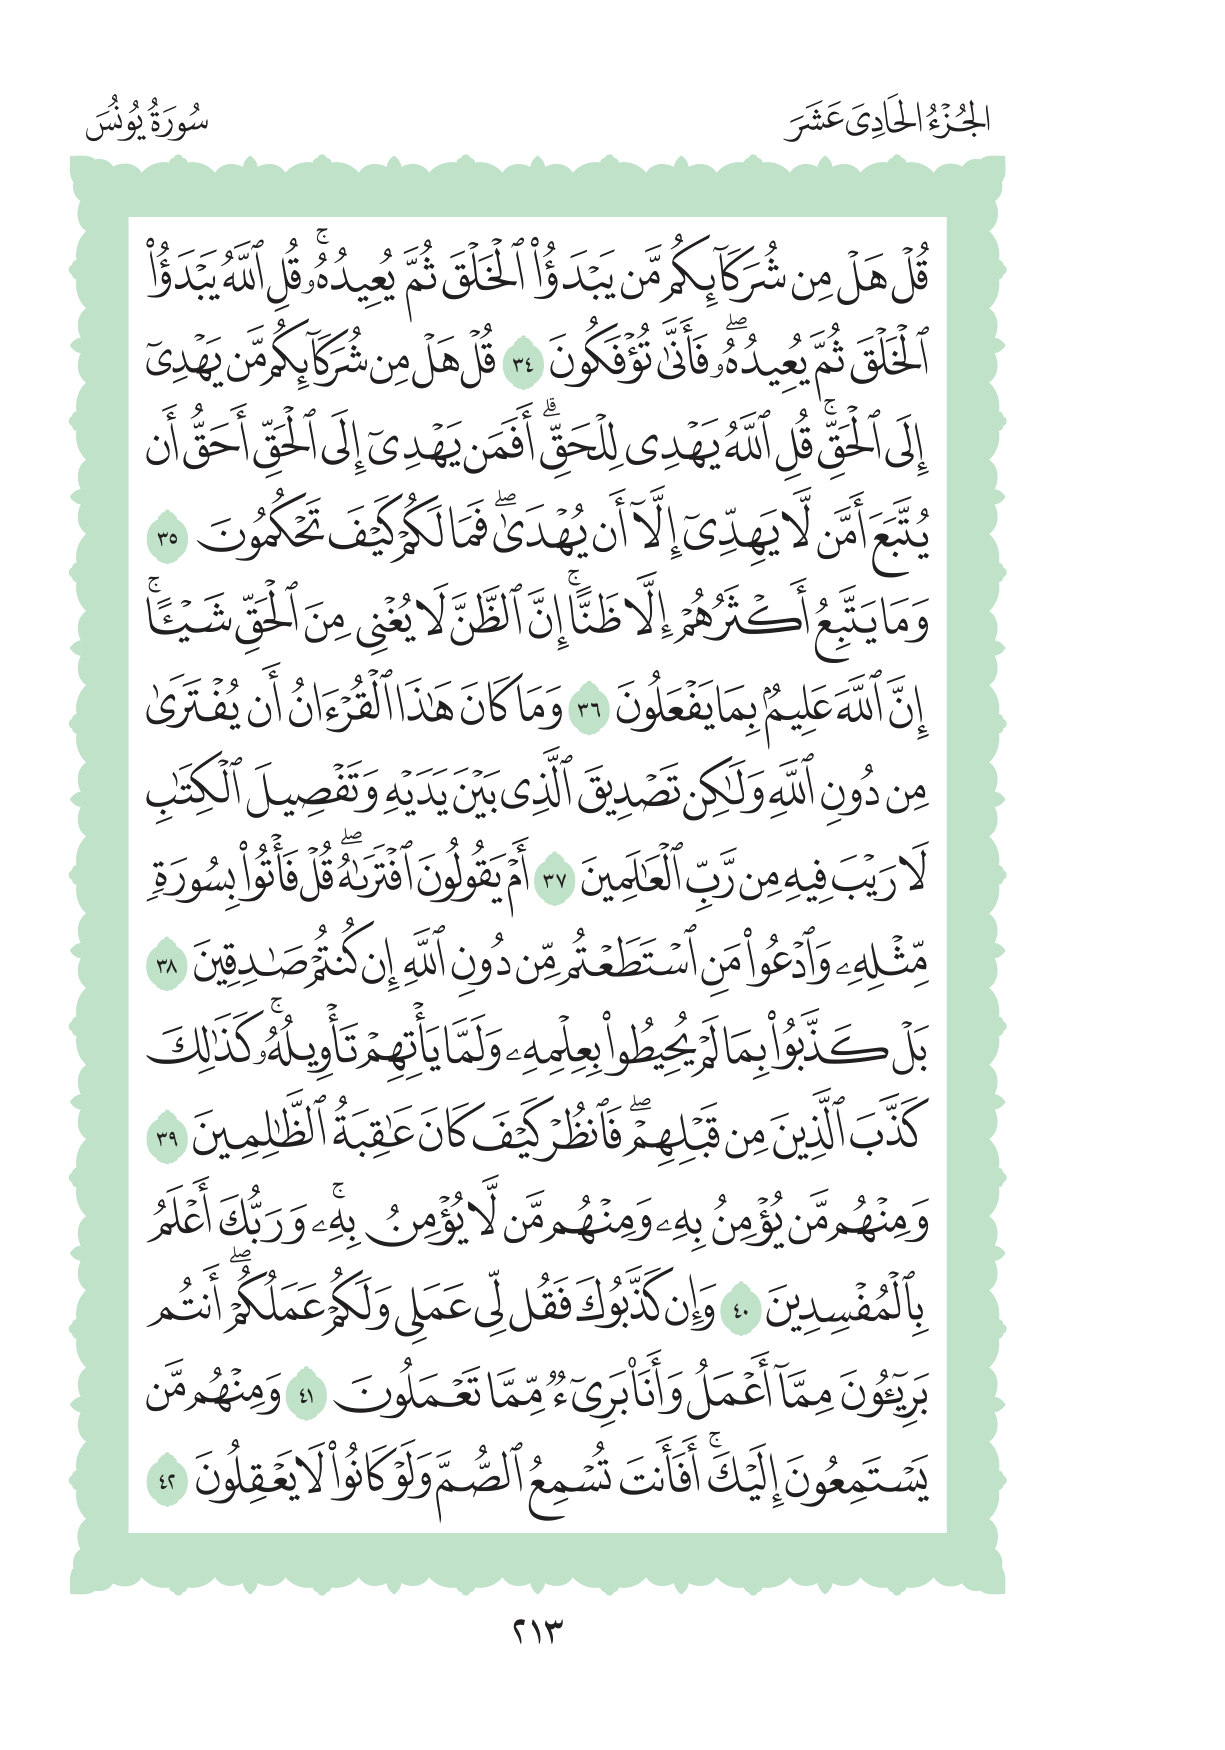 الجُزْءُ الحَادِىَ عَشَرَ
سُورَةُ يُونُسَ
قُلۡ هَلۡ مِن شُرَكَآئِكُم مَّن يَبۡدَؤُاْ ٱلۡخَلۡقَ ثُمَّ يُعِيدُهُۥۚ قُلِ ٱللَّهُ يَبۡدَؤُاْ
ٱلۡخَلۡقَ ثُمَّ يُعِيدُهُۥۖ فَأَنَّىٰ تُؤۡفَكُونَ ٣٤ قُلۡ هَلۡ مِن شُرَكَآئِكُم مَّن يَهۡدِىٓ
إِلَى ٱلۡحَقِّۚ قُلِ ٱللَّهُ يَهۡدِى لِلۡحَقِّۗ أَفَمَن يَهۡدِىٓ إِلَى ٱلۡحَقِّ أَحَقُّ أَن
يُتَّبَعَ أَمَّن لَّا يَهِدِّىٓ إِلَّآ أَن يُهۡدَىٰۖ فَمَا لَكُمۡ كَيۡفَ تَحۡكُمُونَ ٣٥
وَمَا يَتَّبِعُ أَكۡثَرُهُمۡ إِلَّا ظَنًّاۚ إِنَّ ٱلظَّنَّ لَا يُغۡنِى مِنَ ٱلۡحَقِّ شَيۡـًٔاۚ
إِنَّ ٱللَّهَ عَلِيمُۢ بِمَا يَفۡعَلُونَ ٣٦ وَمَا كَانَ هَٰذَا ٱلۡقُرۡءَانُ أَن يُفۡتَرَىٰ
مِن دُونِ ٱللَّهِ وَلَٰكِن تَصۡدِيقَ ٱلَّذِى بَيۡنَ يَدَيۡهِ وَتَفۡصِيلَ ٱلۡكِتَٰبِ
لَا رَيۡبَ فِيهِ مِن رَّبِّ ٱلۡعَٰلَمِينَ ٣٧ أَمۡ يَقُولُونَ ٱفۡتَرَىٰهُۖ قُلۡ فَأۡتُواْ بِسُورَةٖ
مِّثۡلِهِۦ وَٱدۡعُواْ مَنِ ٱسۡتَطَعۡتُم مِّن دُونِ ٱللَّهِ إِن كُنتُمۡ صَٰدِقِينَ ٣٨
بَلۡ كَذَّبُواْ بِمَا لَمۡ يُحِيطُواْ بِعِلۡمِهِۦ وَلَمَّا يَأۡتِهِمۡ تَأۡوِيلُهُۥۚ كَذَٰلِكَ
كَذَّبَ ٱلَّذِينَ مِن قَبۡلِهِمۡۖ فَٱنظُرۡ كَيۡفَ كَانَ عَٰقِبَةُ ٱلظَّٰلِمِينَ ٣٩
وَمِنۡهُم مَّن يُؤۡمِنُ بِهِۦ وَمِنۡهُم مَّن لَّا يُؤۡمِنُ بِهِۦۚ وَرَبُّكَ أَعۡلَمُ
بِٱلۡمُفۡسِدِينَ ٤٠ وَإِن كَذَّبُوكَ فَقُل لِّى عَمَلِى وَلَكُمۡ عَمَلُكُمۡۖ أَنتُم
بَرِيٓـُٔونَ مِمَّآ أَعۡمَلُ وَأَنَا۠ بَرِىٓءٞ مِّمَّا تَعۡمَلُونَ ٤١ وَمِنۡهُم مَّن
يَسۡتَمِعُونَ إِلَيۡكَۚ أَفَأَنتَ تُسۡمِعُ ٱلصُّمَّ وَلَوۡ كَانُواْ لَا يَعۡقِلُونَ ٤٢
٢١٣